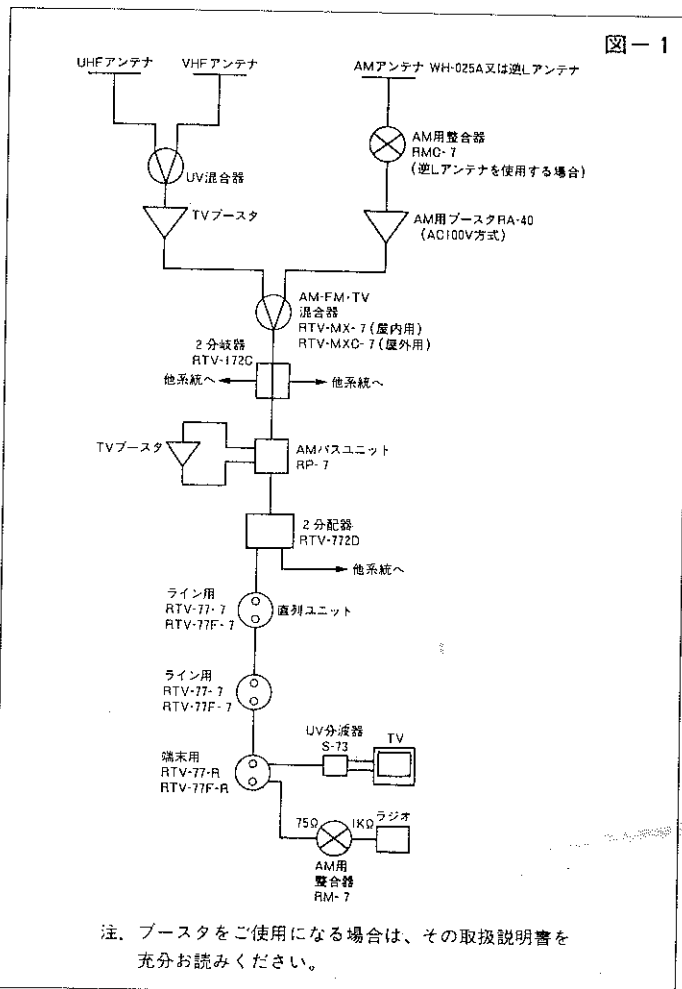 図－1
UHFアンテナ
VHFアンテナ
AMアンテナ WH-025A又は逆Lアンテナ
UV混合器
AM用整合器
RMC-7
(逆Lアンテナを使用する場合)
TVブースタ
AM用ブースタRA-40
(AC100V方式)
AM-FM・TV
混合器
RTV-MX-7(屋内用)
RTV-MXC-7(屋外用)
2分岐器
RTV-172C
他系統へ
他系統へ
TVブースタ
AMパスユニット
RP-7
2分配器
RTV-772D
他系統へ
ライン用
RTV-77-7
RTV-77F-7
直列ユニット
ライン用
RTV-77-7
RTV-77F-7
UV分波器
S-73
TV
端末用
RTV-77-R
RTV-77F-R
75Ω
1KΩ
ラジオ
AM用
整合器
RM-7
注．ブースタをご使用になる場合は、その取扱説明書を
充分お読みください。